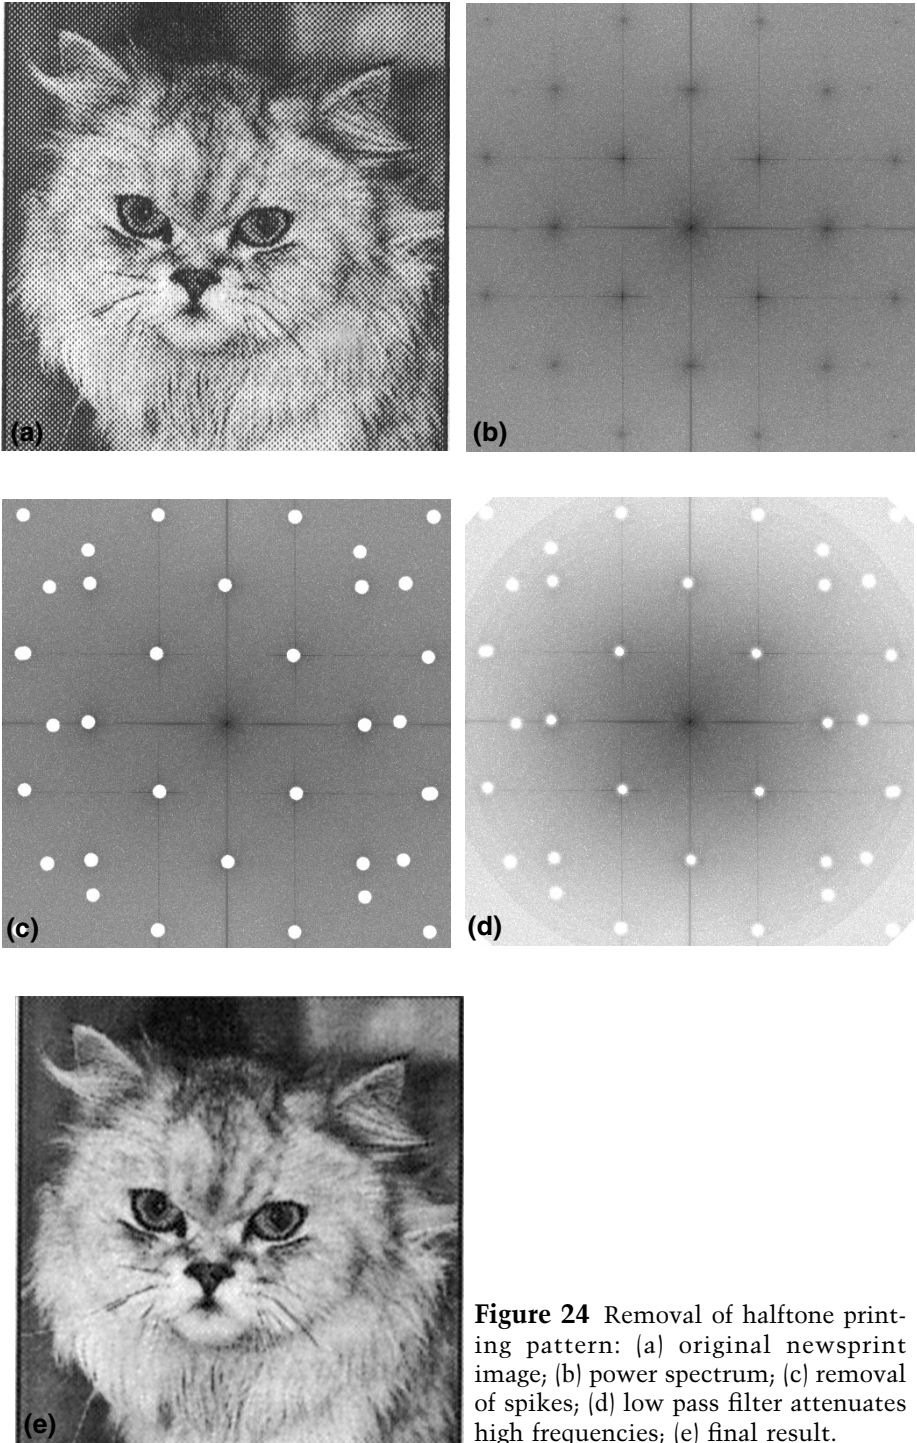 (a)
(b)
(c)
(d)
(e)
Figure 24 Removal of halftone print-
ing pattern: (a) original newsprint
image; (b) power spectrum; (c) removal
of spikes; (d) low pass filter attenuates
high frequencies; (e) final result.